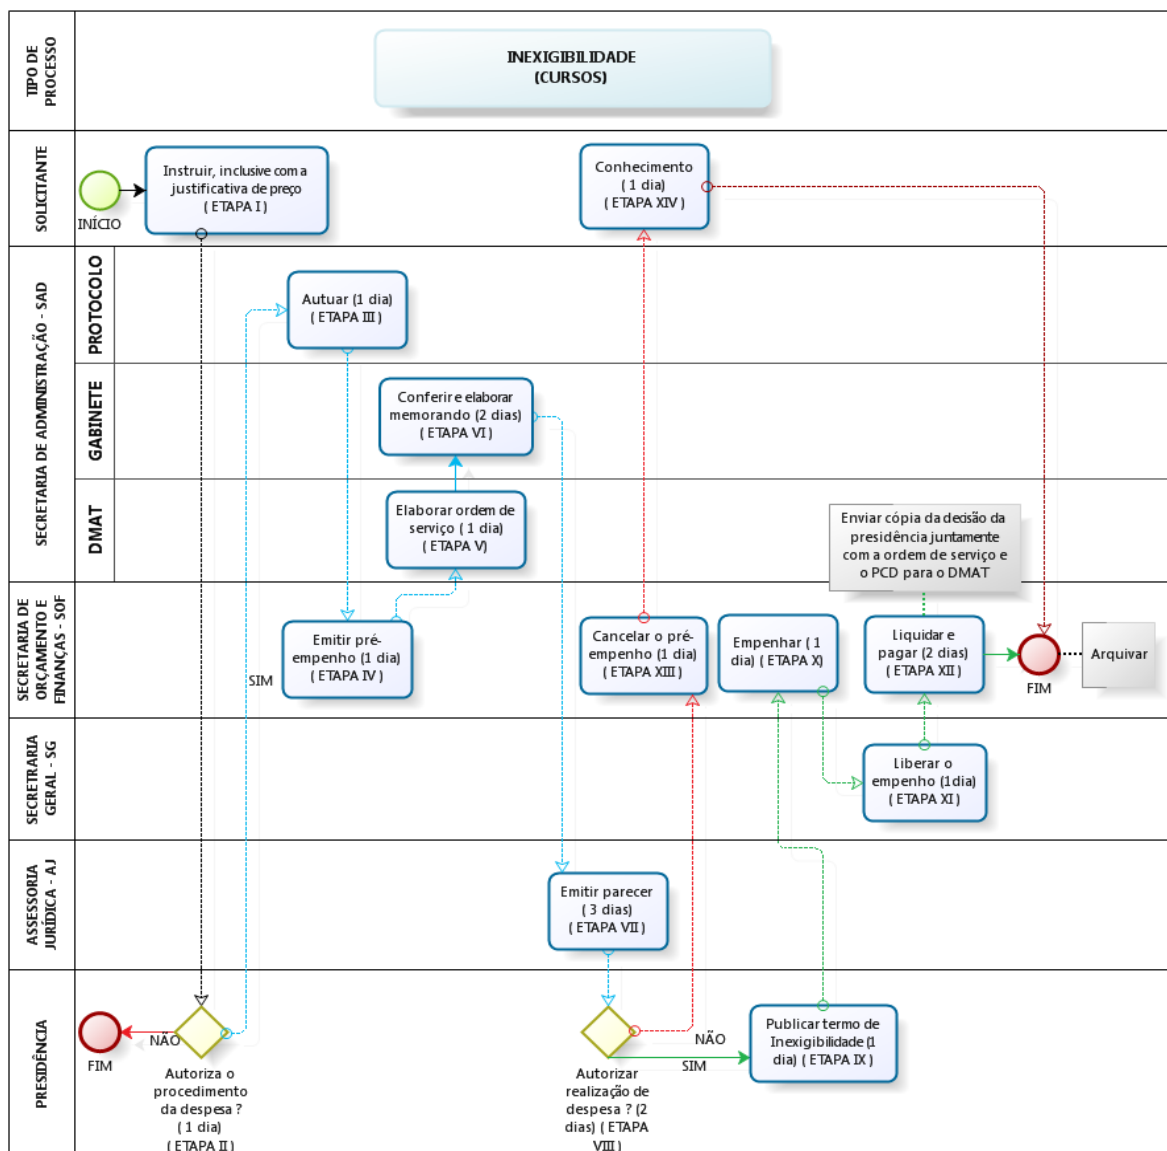 TIPO DE
PROCESSO
INEXIGIBILIDADE
(CURSOS)
SOLICITANTE
INÍCIO
Instruir, inclusive com a
justificativa de preço
( ETAPA I )
Conhecimento
( 1 dia)
( ETAPA XIV )
SECRETARIA DE ADMINISTRAÇÃO - SAD
PROTOCOLO
Autuar (1 dia)
( ETAPA III )
GABINETE
Conferir e elaborar
memorando (2 dias)
( ETAPA VI )
DMAT
Elaborar ordem de
serviço ( 1 dia)
( ETAPA V)
Enviar cópia da decisão da
presidência juntamente
com a ordem de serviço e
o PCD para o DMAT
SECRETARIA DE
ORÇAMENTO E
FINANÇAS - SOF
SIM
Emitir pré-
empenho (1 dia)
( ETAPA IV )
Cancelar o pré-
empenho (1 dia)
( ETAPA XIII )
Empenhar ( 1
dia) ( ETAPA X)
Liquidar e
pagar (2 dias)
( ETAPA XII )
FIM
Arquivar
SECRETRARIA
GERAL - SG
Liberar o
empenho (1dia)
( ETAPA XI )
ASSESSORIA
JURÍDICA - AJ
Emitir parecer
( 3 dias)
( ETAPA VII )
PRESIDÊNCIA
FIM
NÃO
Autoriza o
procedimento
da despesa ?
( 1 dia)
( ETAPA II )
NÃO
SIM
Autorizar
realização de
despesa ? (2
dias) ( ETAPA
VIII )
Publicar termo de
Inexigibilidade (1
dia) ( ETAPA IX )